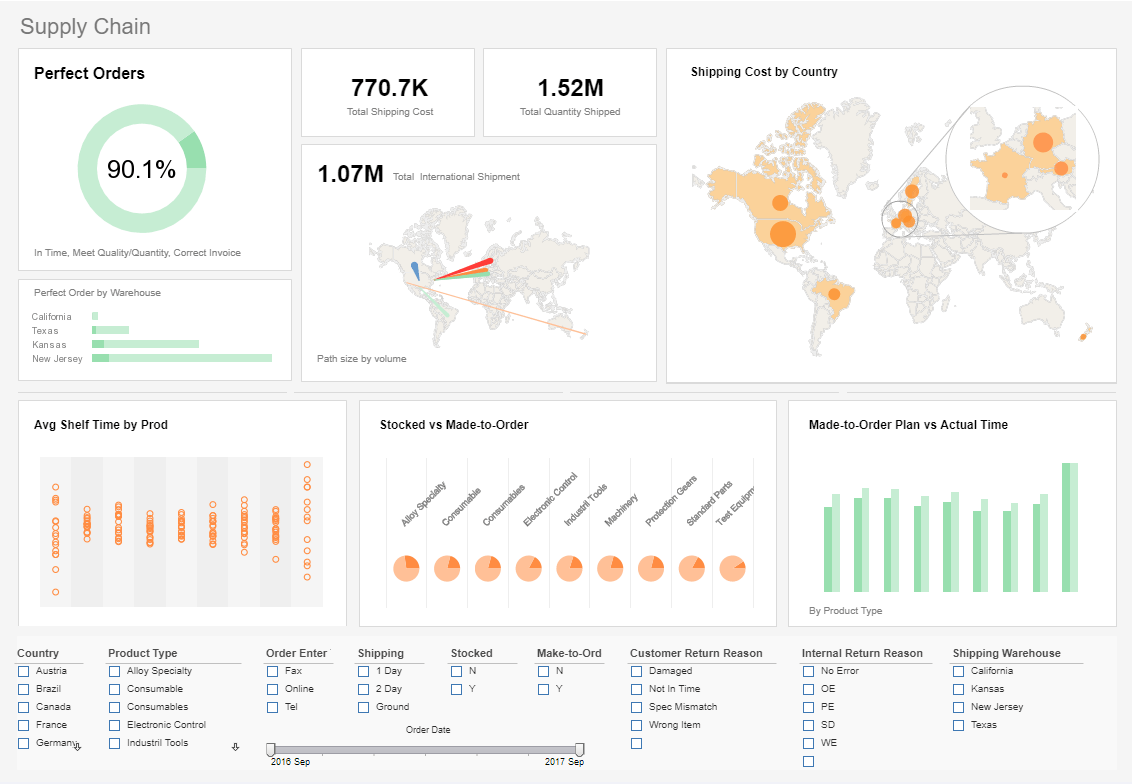 Supply Chain
Perfect Orders
90.1%
In Time, Meet Quality/Quantity, Correct Invoice
770.7K
Total Shipping Cost
1.52M
Total Quantity Shipped
1.07M Total International Shipment
Path size by volume
Shipping Cost by Country
Perfect Order by Warehouse
California
Texas
Kansas
New Jersey
Avg Shelf Time by Prod
Stocked vs Made-to-Order
Alloy Specialty
Consumable
Consumables
Electronic Control
Industril Tools
Machinery
Protection Gears
Standard Parts
Test Equipm
Made-to-Order Plan vs Actual Time
By Product Type
Country
Austria
Brazil
Canada
France
Germany
Product Type
Alloy Specialty
Consumable
Consumables
Electronic Control
Industril Tools
Order Enter
Fax
Online
Tel
Shipping
1 Day
2 Day
Ground
Stocked
N
Y
Make-to-Ord
N
Y
Order Date
2016 Sep
2017 Sep
Customer Return Reason
Damaged
Not In Time
Spec Mismatch
Wrong Item
Internal Return Reason
No Error
OE
PE
SD
WE
Shipping Warehouse
California
Kansas
New Jersey
Texas